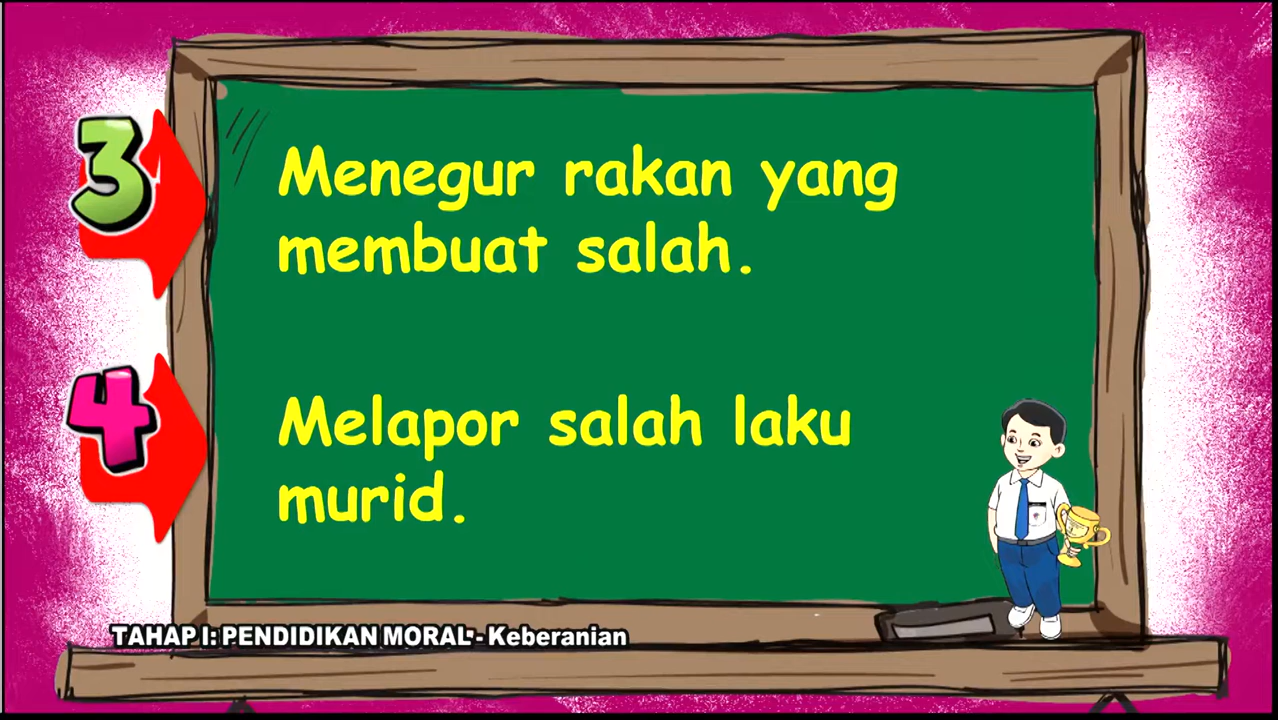 3
Menegur rakan yang
membuat salah.
4
Melapor salah laku
murid.
TAHAP I: PENDIDIKAN MORAL - Keberanian